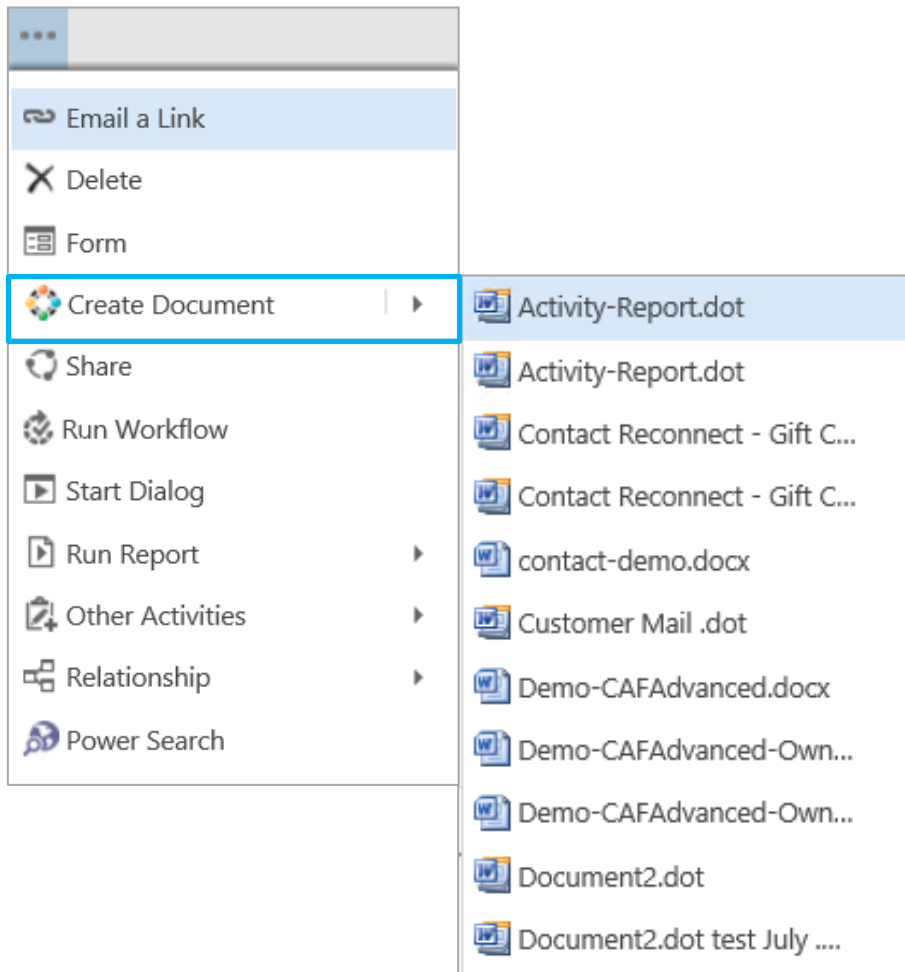 Email a Link
Delete
Form
Create Document
Share
Run Workflow
Start Dialog
Run Report
Other Activities
Relationship
Power Search
Activity-Report.dot
Activity-Report.dot
Contact Reconnect - Gift C...
Contact Reconnect - Gift C...
contact-demo.docx
Customer Mail .dot
Demo-CAFAdvanced.docx
Demo-CAFAdvanced-Own...
Demo-CAFAdvanced-Own...
Document2.dot
Document2.dot test July ....